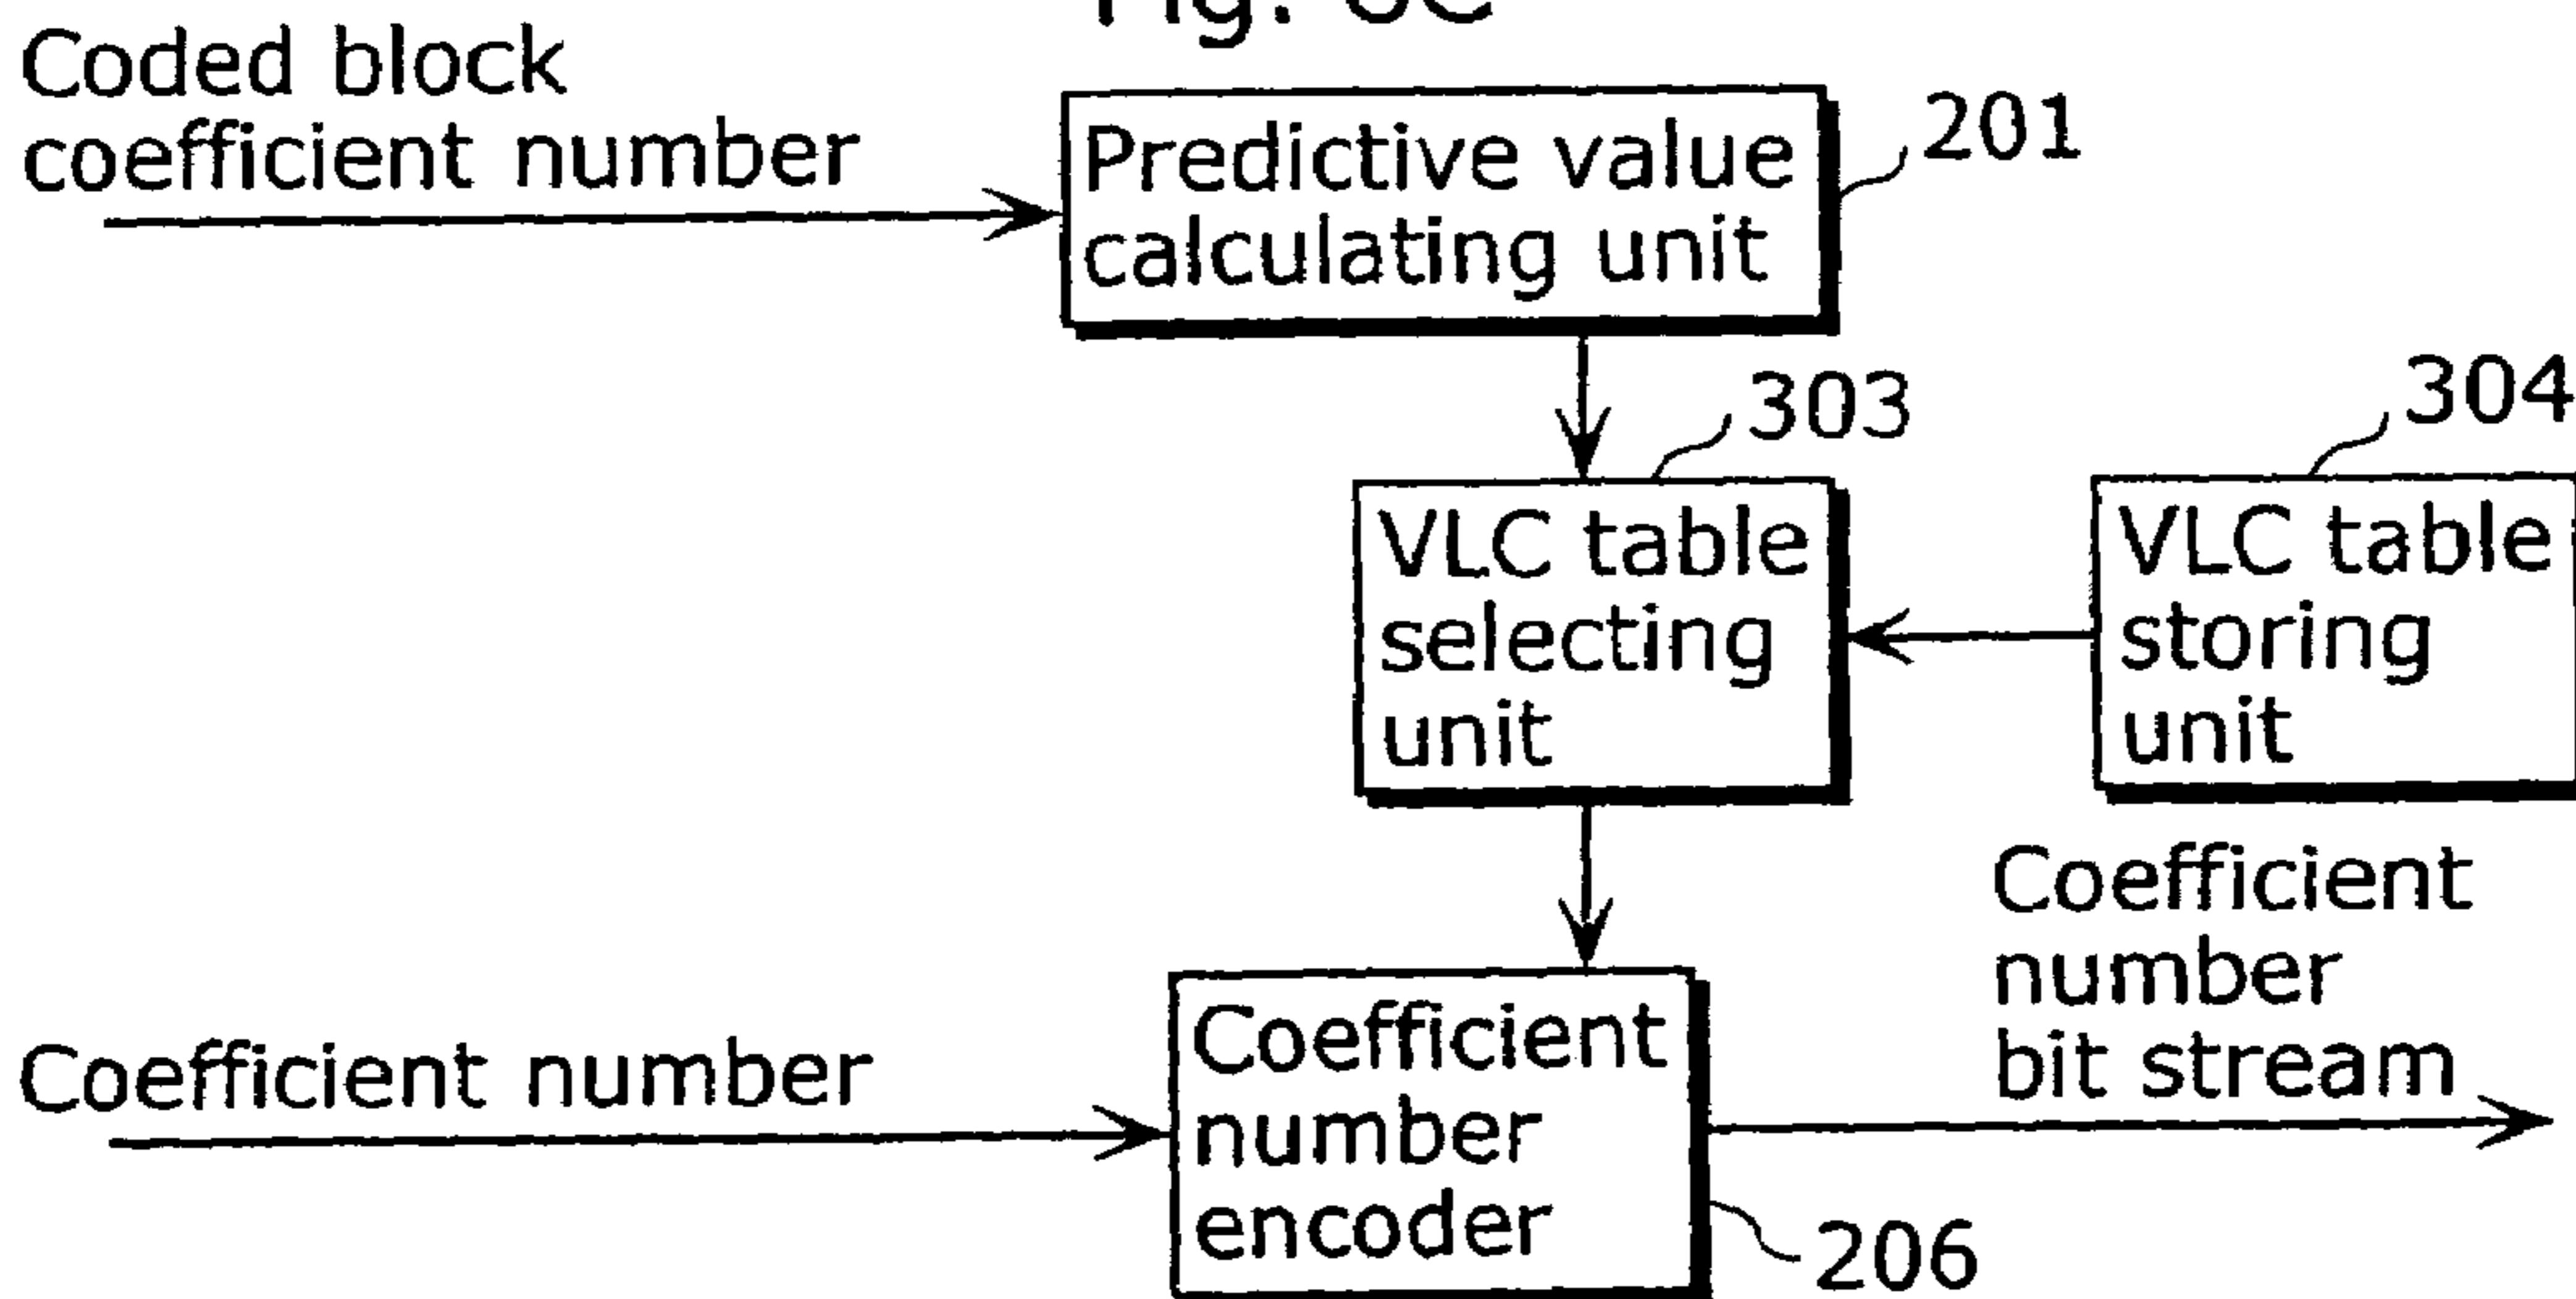 Coded block
coefficient number
Predictive value
calculating unit
201
303
304
VLC table
selecting
unit
VLC table
storing
unit
Coefficient
number
bit stream
Coefficient number
Coefficient
number
encoder
206